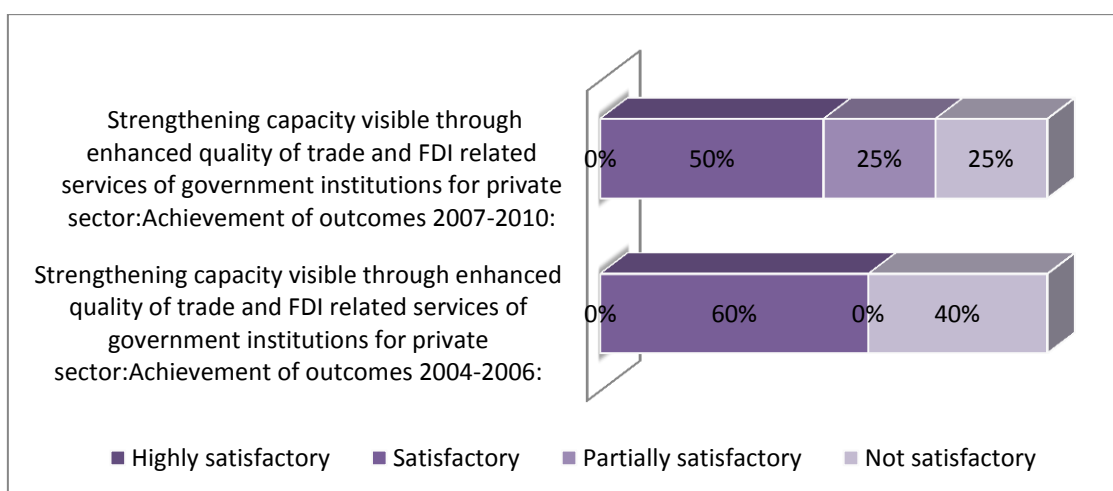 Strengthening capacity visible through
enhanced quality of trade and FDI related
services of government institutions for private
sector:Achievement of outcomes 2007-2010:
0% 50% 25% 25%
Strengthening capacity visible through enhanced
quality of trade and FDI related services of
government institutions for private
sector:Achievement of outcomes 2004-2006:
0% 60% 0% 40%
Highly satisfactory Satisfactory Partially satisfactory Not satisfactory